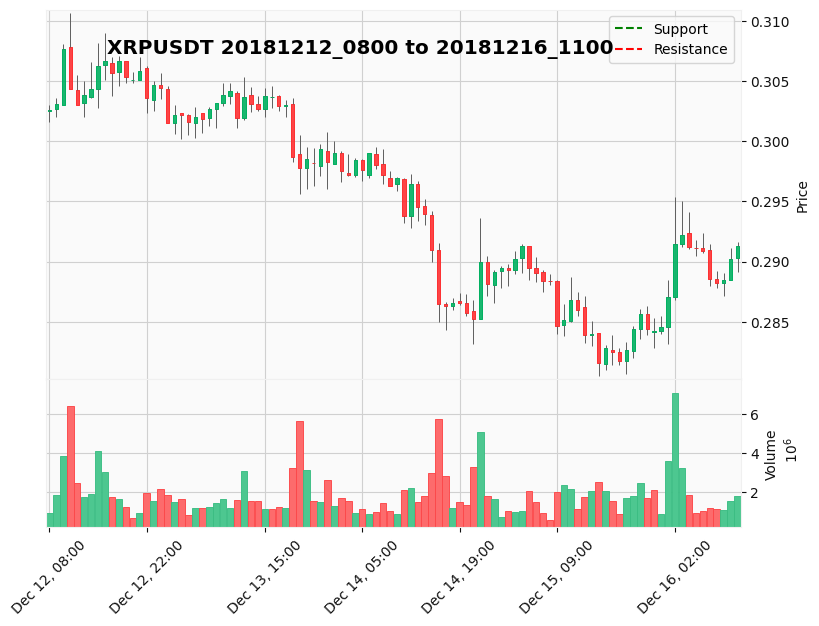 XRPUSDT 20181212_0800 to 20181216_1100
Support
Resistance
0.310
0.305
0.300
0.295
0.290
0.285
Price
6
4
2
Volume
10^6
Dec 12, 08:00
Dec 12, 22:00
Dec 13, 15:00
Dec 14, 05:00
Dec 14, 19:00
Dec 15, 09:00
Dec 16, 02:00